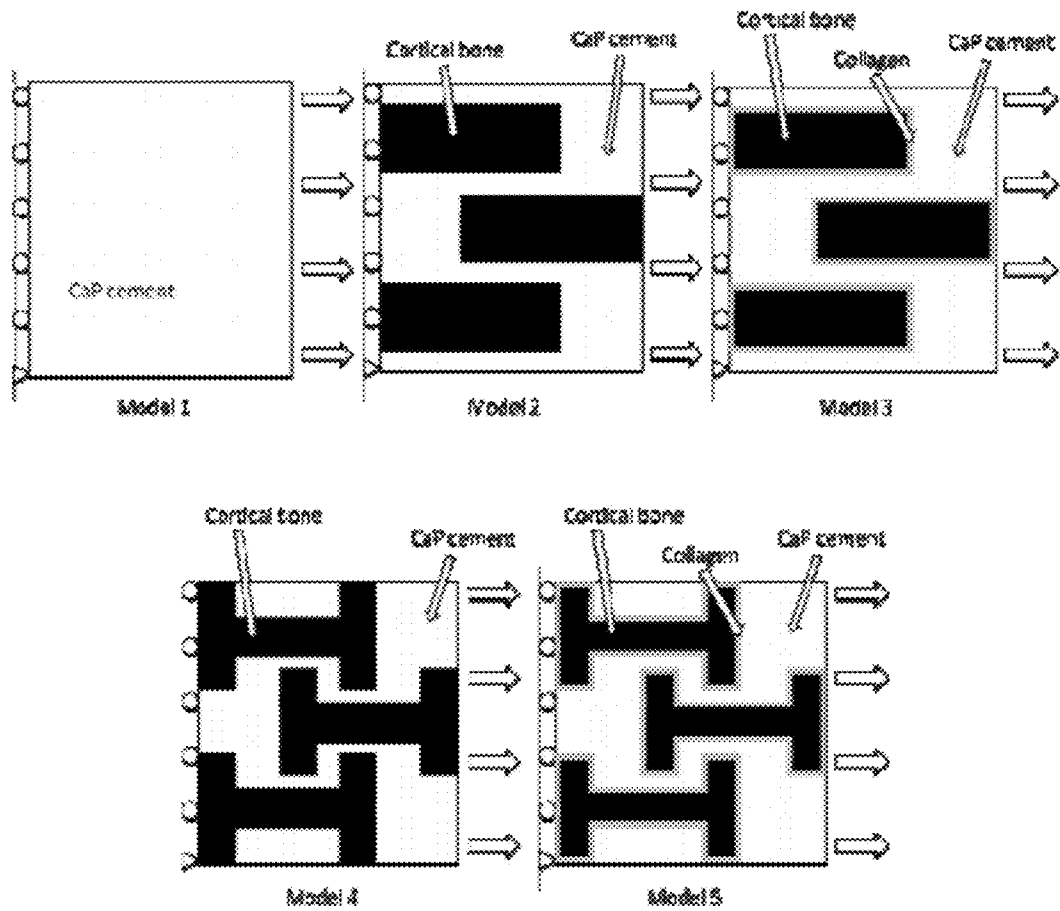 Cortical bone
CaP cement
Cortical bone
Collagen
CaP cement
CaP cement
Model 1
Model 2
Model 3
Cortical bone
CaP cement
Cortical bone
Collagen
CaP cement
Model 4
Model 5